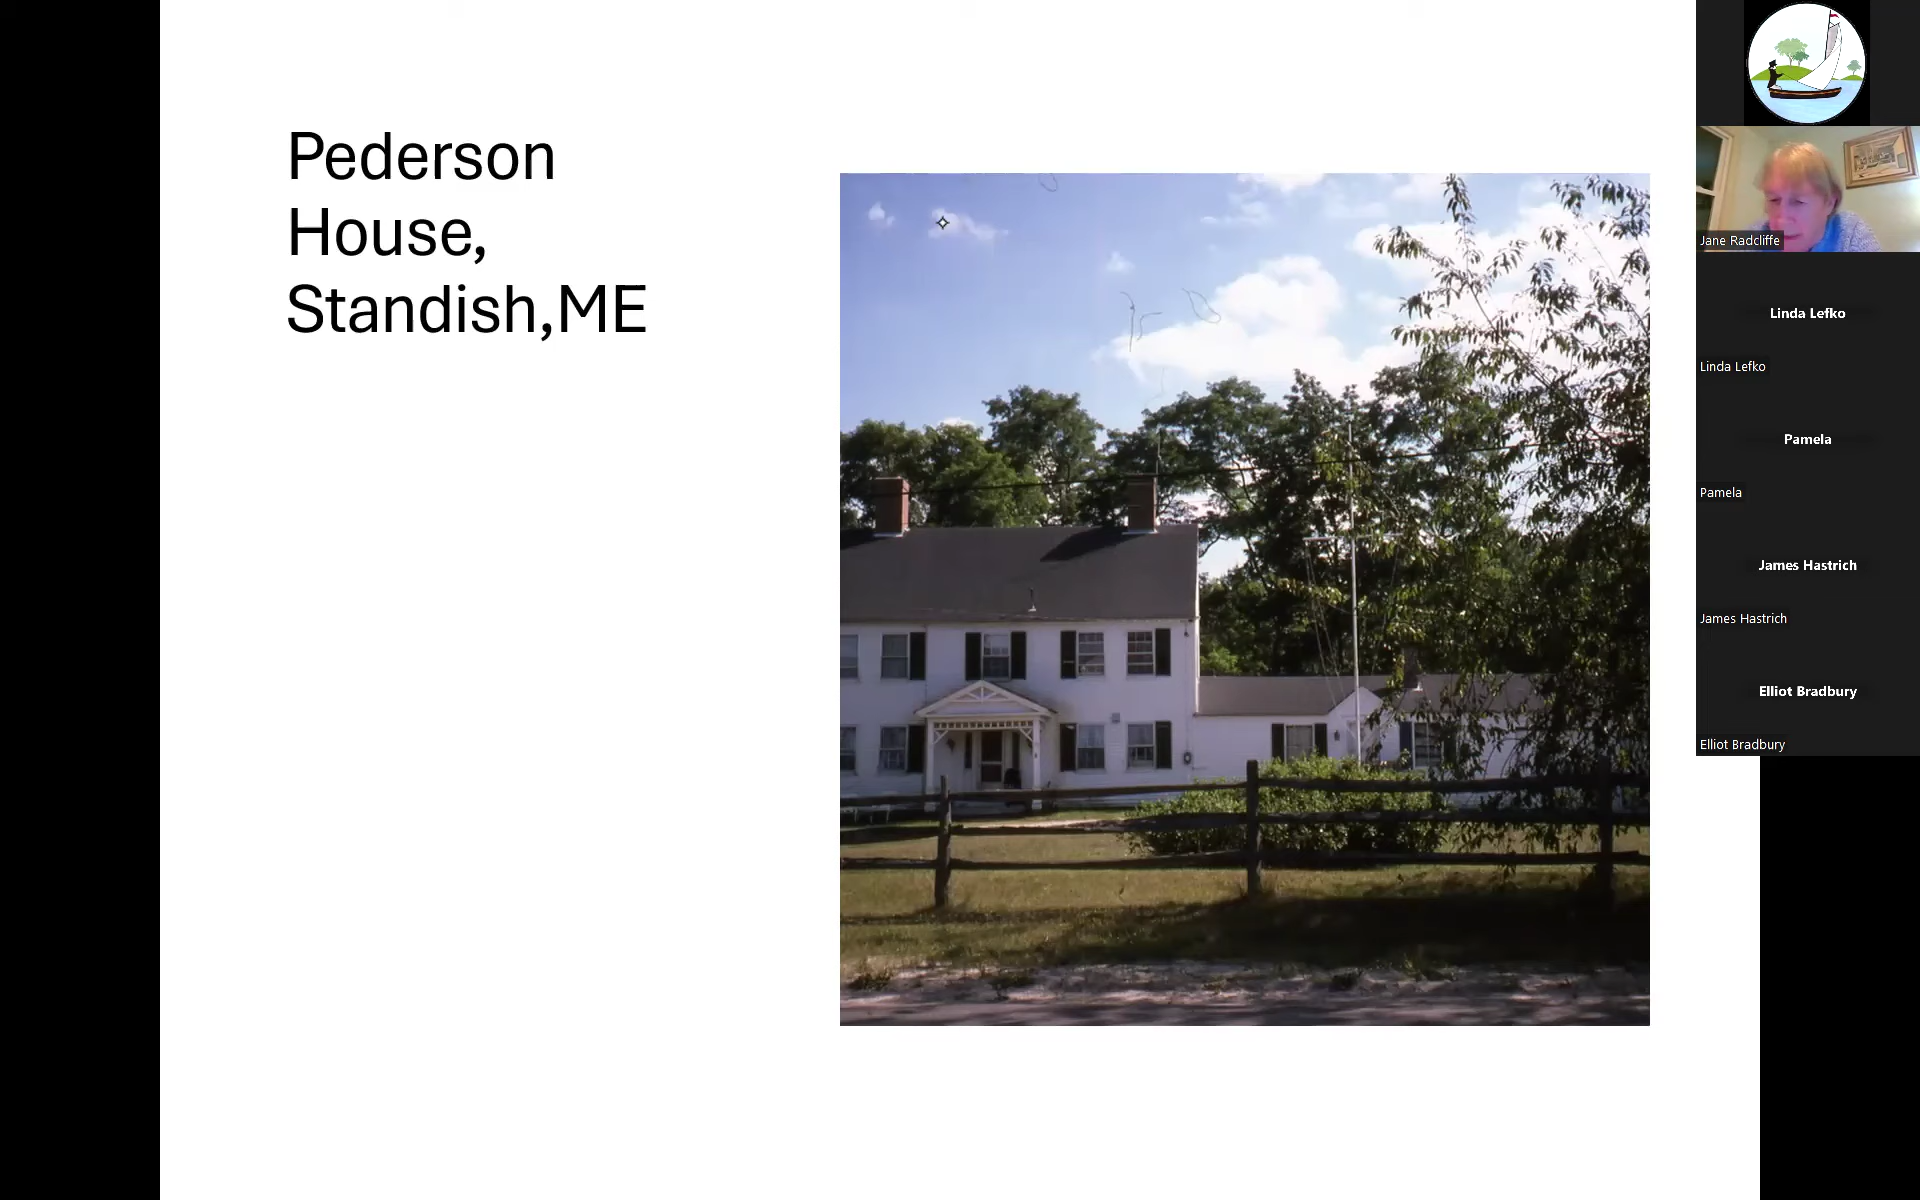 Pederson
House,
Standish,ME
Jane Radcliffe
Linda Lefko
Linda Lefko
Pamela
Pamela
James Hastrich
James Hastrich
Elliot Bradbury
Elliot Bradbury